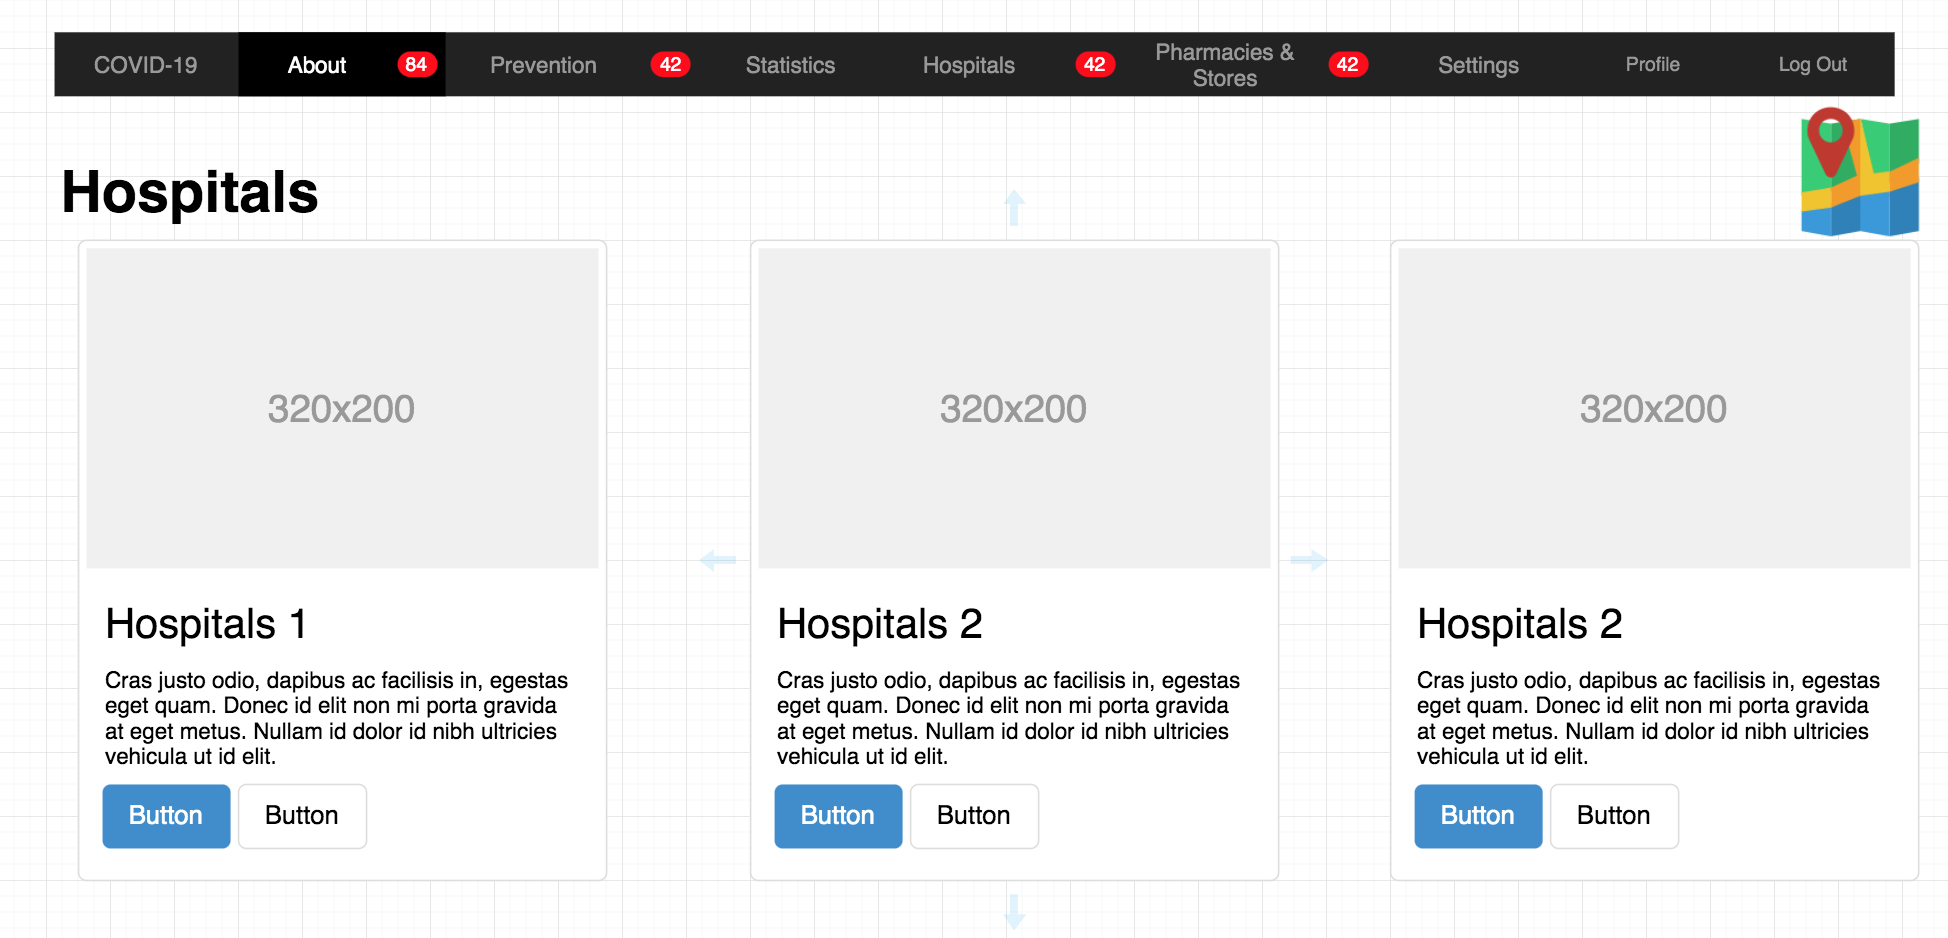 COVID-19
About
84
Prevention
42
Statistics
Hospitals
42
Pharmacies &
Stores
42
Settings
Profile
Log Out
Hospitals
320x200
Hospitals 1
Cras justo odio, dapibus ac facilisis in, egestas
eget quam. Donec id elit non mi porta gravida
at eget metus. Nullam id dolor id nibh ultricies
vehicula ut id elit.
Button
Button
320x200
Hospitals 2
Cras justo odio, dapibus ac facilisis in, egestas
eget quam. Donec id elit non mi porta gravida
at eget metus. Nullam id dolor id nibh ultricies
vehicula ut id elit.
Button
Button
320x200
Hospitals 2
Cras justo odio, dapibus ac facilisis in, egestas
eget quam. Donec id elit non mi porta gravida
at eget metus. Nullam id dolor id nibh ultricies
vehicula ut id elit.
Button
Button